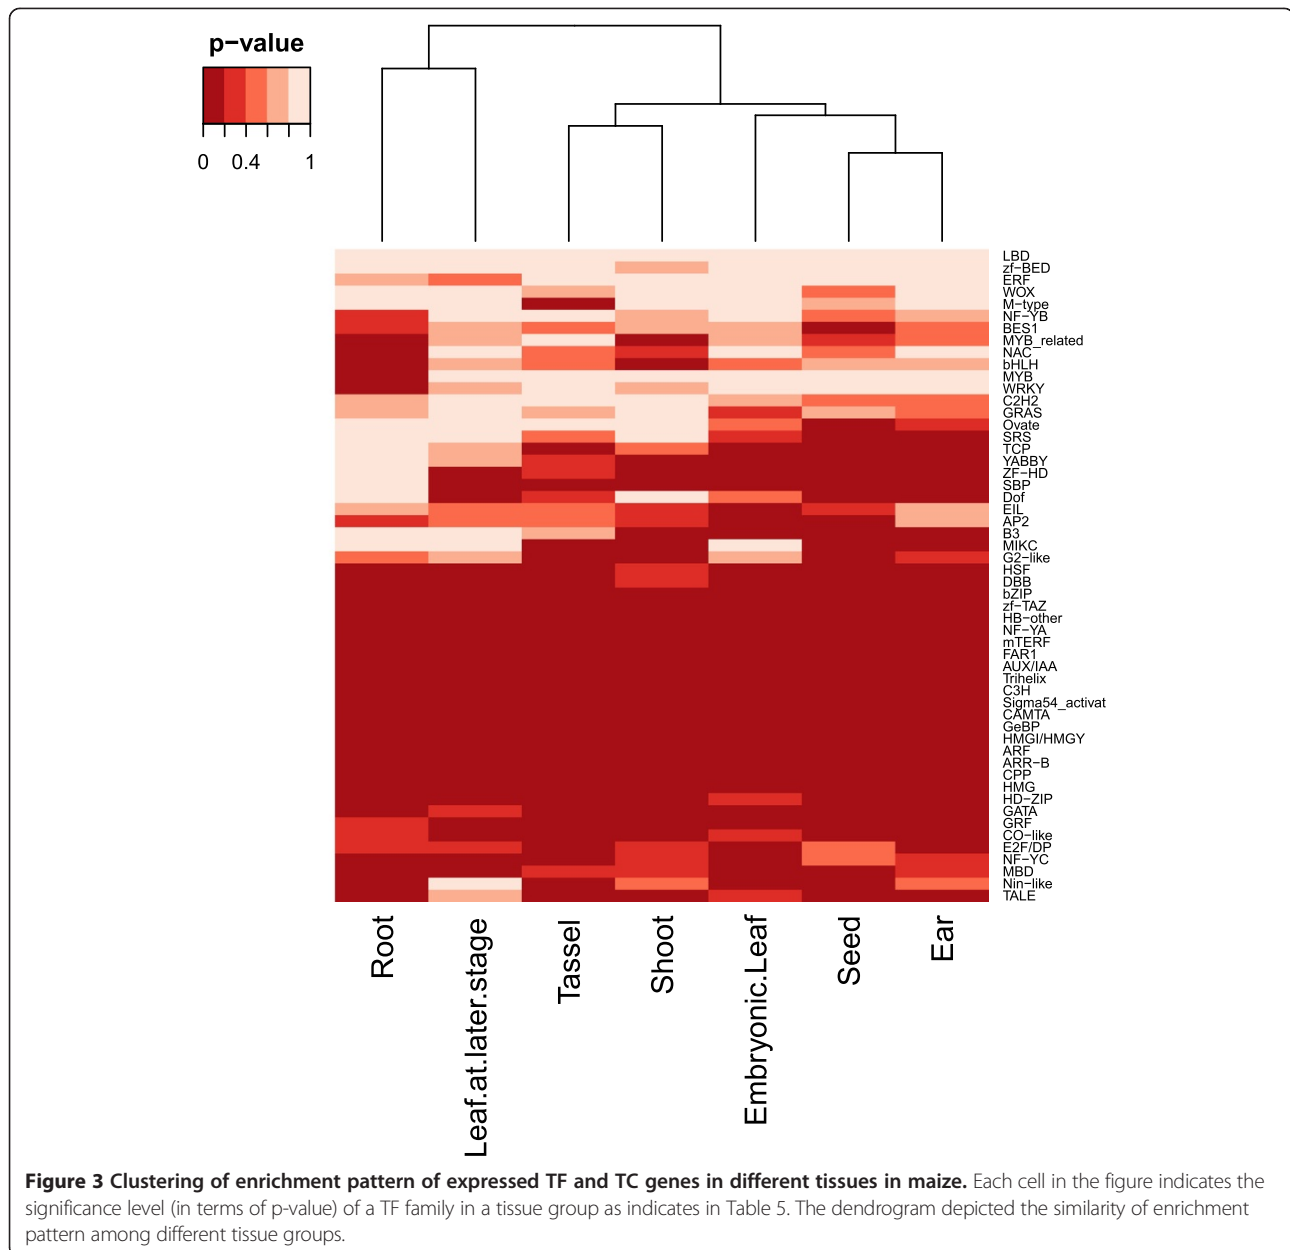 p−value
0 0.4 1
LBD
zf−BED
ERF
WOX
M−type
NF−YB
BES1
MYB_related
NAC
bHLH
MYB
WRKY
C2H2
GRAS
Ovate
SRS
TCP
YABBY
ZF−HD
SBP
Dof
EIL
AP2
B3
MIKC
G2−like
HSF
DBB
bZIP
zf−TAZ
HB−other
NF−YA
mTERF
FAR1
AUX/IAA
Trihelix
C3H
Sigma54_activat
CAMTA
GeBP
HMGI/HMGY
ARF
ARR−B
CPP
HMG
HD−ZIP
GATA
GRF
CO−like
E2F/DP
NF−YC
MBD
Nin−like
TALE
Root
Leaf.at.later.stage
Tassel
Shoot
Embryonic.Leaf
Seed
Ear
Figure 3 Clustering of enrichment pattern of expressed TF and TC genes in different tissues in maize. Each cell in the figure indicates the
significance level (in terms of p-value) of a TF family in a tissue group as indicates in Table 5. The dendrogram depicted the similarity of enrichment
pattern among different tissue groups.